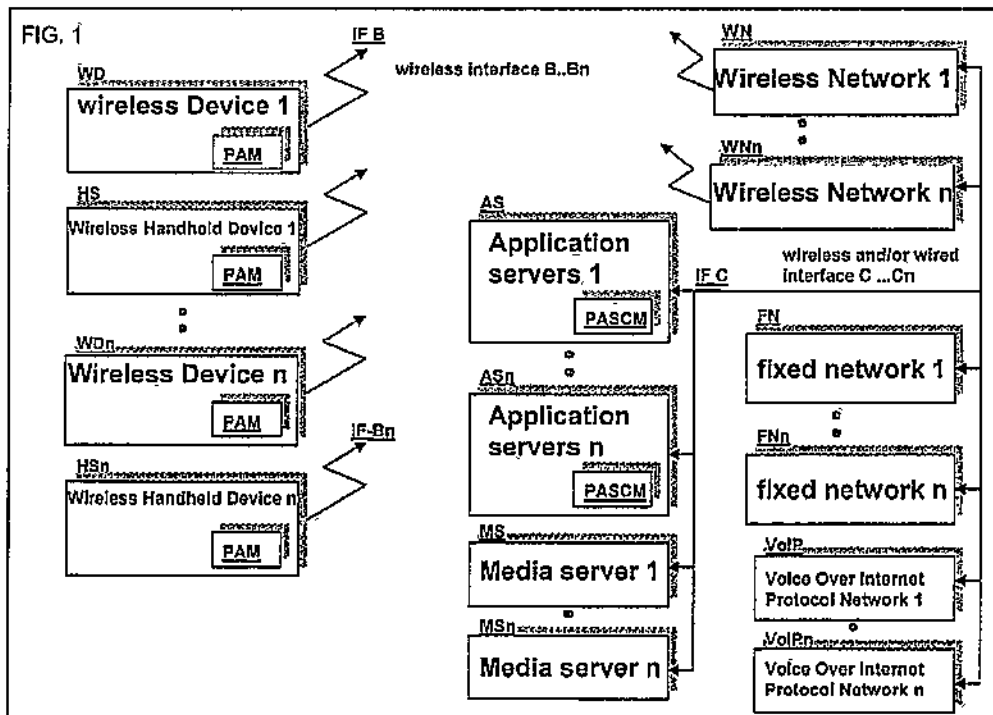 FIG. 1
IF B
wireless interface B..Bn
WD
wireless Device 1
PAM
HS
Wireless Handheld Device 1
PAM
WDn
Wireless Device n
PAM
IF-Bn
HSn
Wireless Handheld Device n
PAM
AS
Application
servers 1
PASCM
ASn
Application
servers n
PASCM
MS
Media server 1
MSn
Media server n
WN
Wireless Network 1
WNn
Wireless Network n
wireless and/or wired
interface C ...Cn
IF C
FN
fixed network 1
FNn
fixed network n
VoIP
Voice Over Internet
Protocol Network 1
VoIPn
Voice Over Internet
Protocol Network n